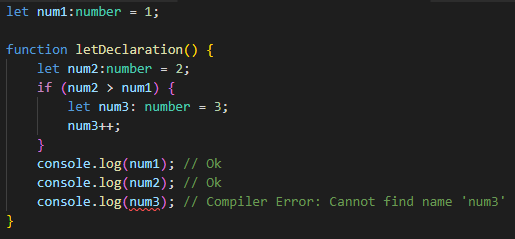 let num1:number = 1;

function letDeclaration() {
    let num2:number = 2;
    if (num2 > num1) {
        let num3: number = 3;
        num3++;
    }
    console.log(num1); // Ok
    console.log(num2); // Ok
    console.log(num3); // Compiler Error: Cannot find name 'num3'
}